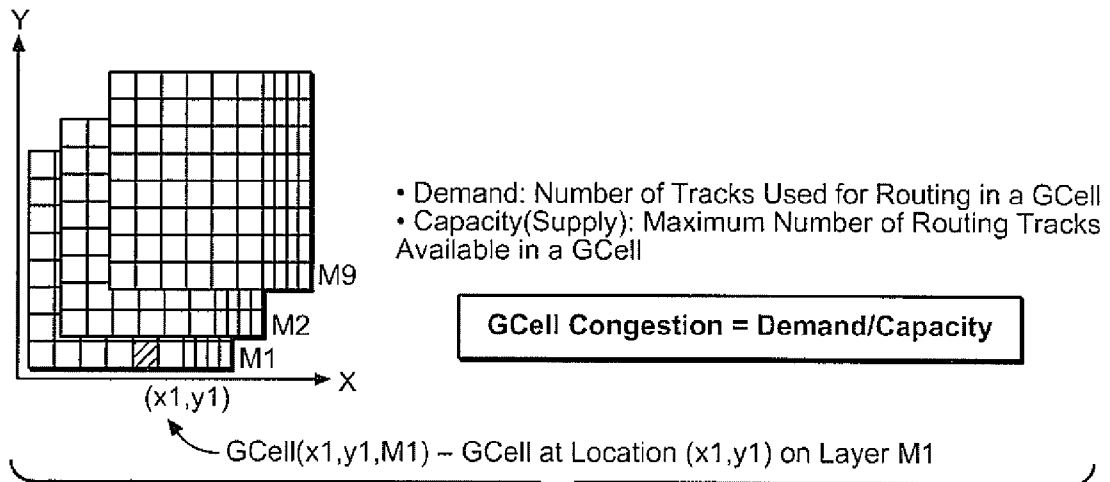 Y
• Demand: Number of Tracks Used for Routing in a GCell
• Capacity(Supply): Maximum Number of Routing Tracks
Available in a GCell
M9
GCell Congestion = Demand/Capacity
M2
M1
X
(x1,y1)
GCell(x1,y1,M1) – GCell at Location (x1,y1) on Layer M1